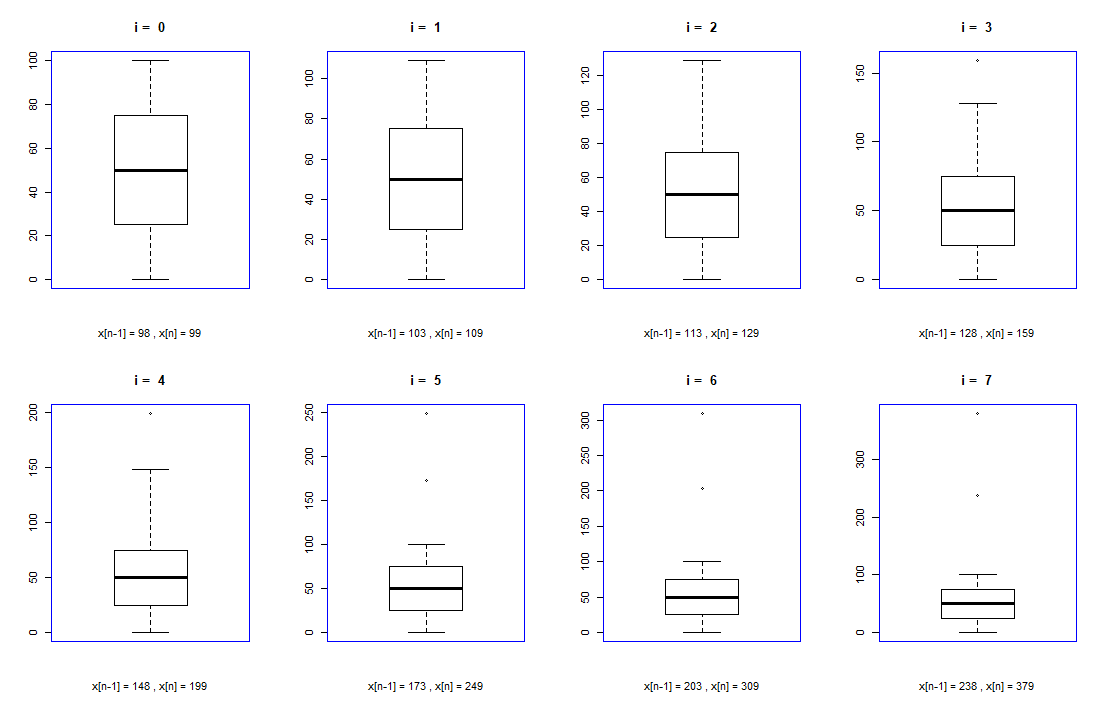 i = 0
100
80
60
40
20
0
x[n-1] = 98 , x[n] = 99
i = 1
100
80
60
40
20
0
x[n-1] = 103 , x[n] = 109
i = 2
120
100
80
60
40
20
0
x[n-1] = 113 , x[n] = 129
i = 3
150
100
50
0
x[n-1] = 128 , x[n] = 159
i = 4
200
150
100
50
0
x[n-1] = 148 , x[n] = 199
i = 5
250
200
150
100
50
0
x[n-1] = 173 , x[n] = 249
i = 6
300
250
200
150
100
50
0
x[n-1] = 203 , x[n] = 309
i = 7
300
200
100
0
x[n-1] = 238 , x[n] = 379